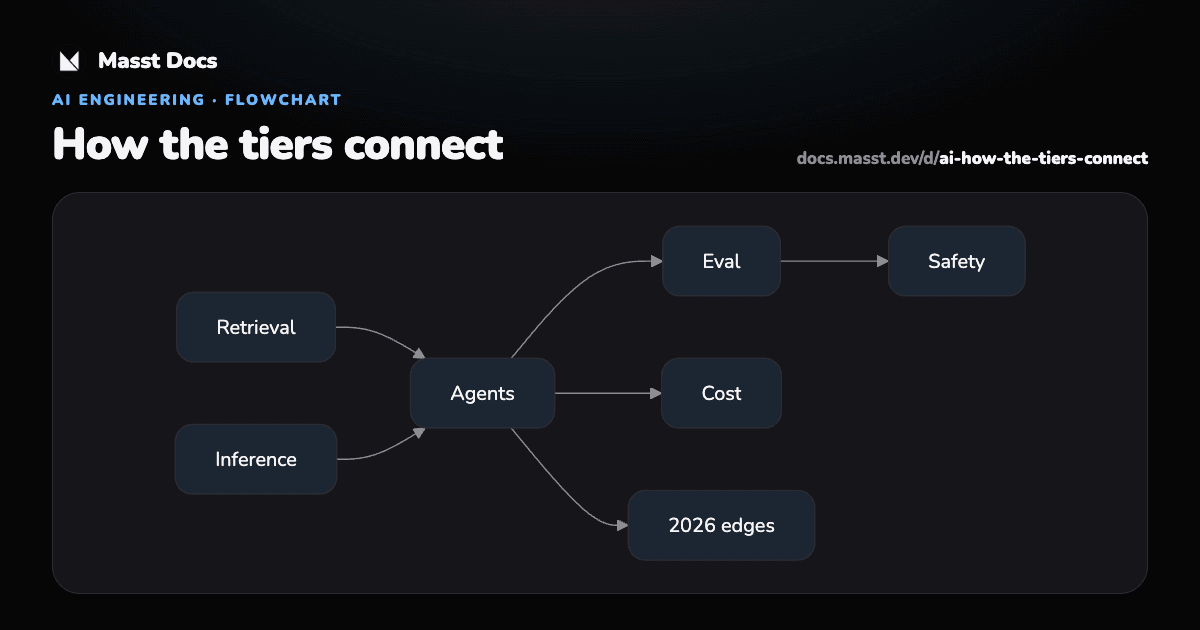 Masst Docs
AI ENGINEERING · FLOWCHART
How the tiers connect
docs.masst.dev/d/ai-how-the-tiers-connect
Retrieval
Inference
Agents
Eval
Safety
Cost
2026 edges